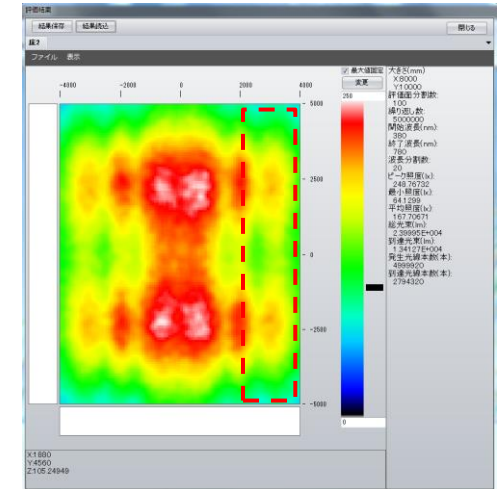 評価結果
結果保存 結果読込 閉じる
ファイル 表示
最大値固定
変更
-4000 -2000 0 2000 4000
5000
2500
0
-2500
-5000
250
0
大きさ(mm)
X:8000
Y:10000
評価面分割数:
100
繰り返し数:
5000000
開始波長(nm):
380
終了波長(nm):
780
波長分割数:
20
ピーク照度(lx):
248.76732
最小照度(lx):
64.1299
平均照度(lx):
167.70671
総光束(lm):
2.39995E+004
到達光束(lm):
1.34127E+004
発生光線本数(本):
4999920
到達光線本数(本):
2794320
X:1880
Y:4560
Z:105.24949